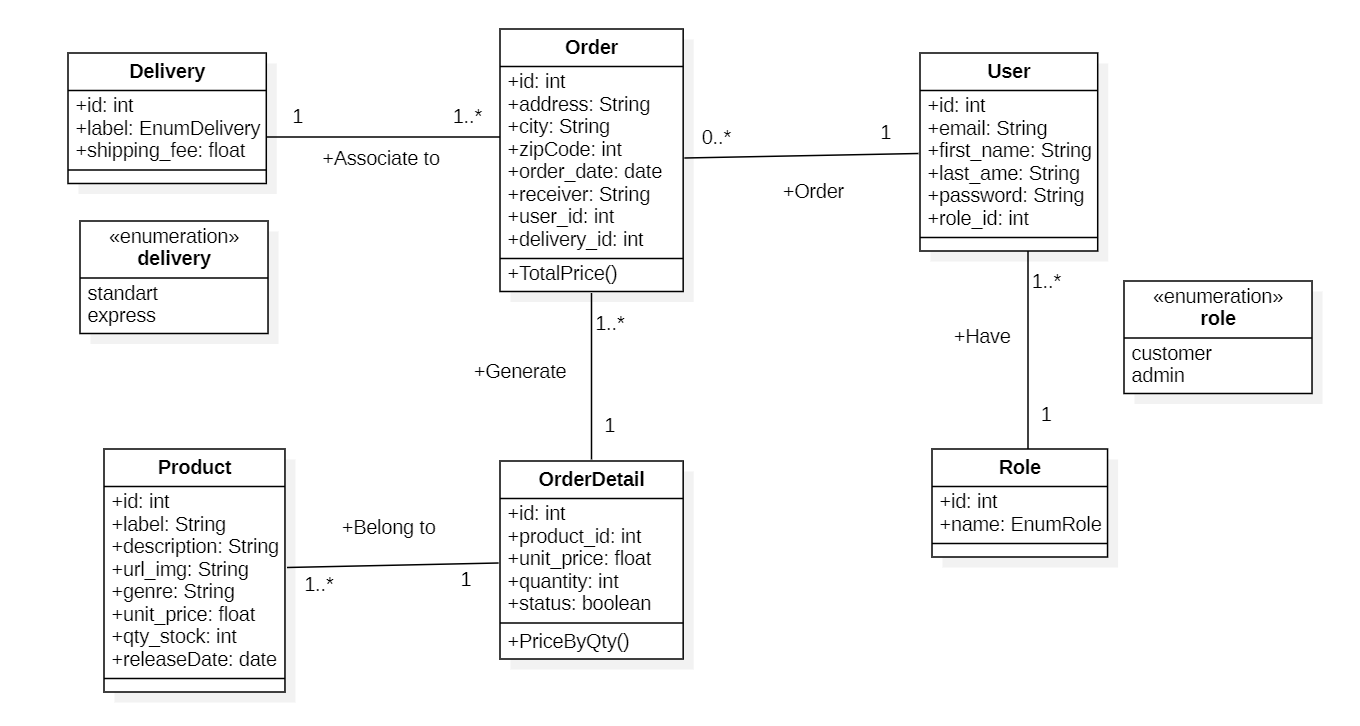 Delivery
+id: int
+label: EnumDelivery
+shipping_fee: float
1
1..*
+Associate to
Order
+id: int
+address: String
+city: String
+zipCode: int
+order_date: date
+receiver: String
+user_id: int
+delivery_id: int
+TotalPrice()
0..*
1
+Order
User
+id: int
+email: String
+first_name: String
+last_ame: String
+password: String
+role_id: int
«enumeration»
delivery
standart
express
1..*
+Generate
1
1..*
+Have
1
«enumeration»
role
customer
admin
Product
+id: int
+label: String
+description: String
+url_img: String
+genre: String
+unit_price: float
+qty_stock: int
+releaseDate: date
+Belong to
1..*
1
OrderDetail
+id: int
+product_id: int
+unit_price: float
+quantity: int
+status: boolean
+PriceByQty()
Role
+id: int
+name: EnumRole